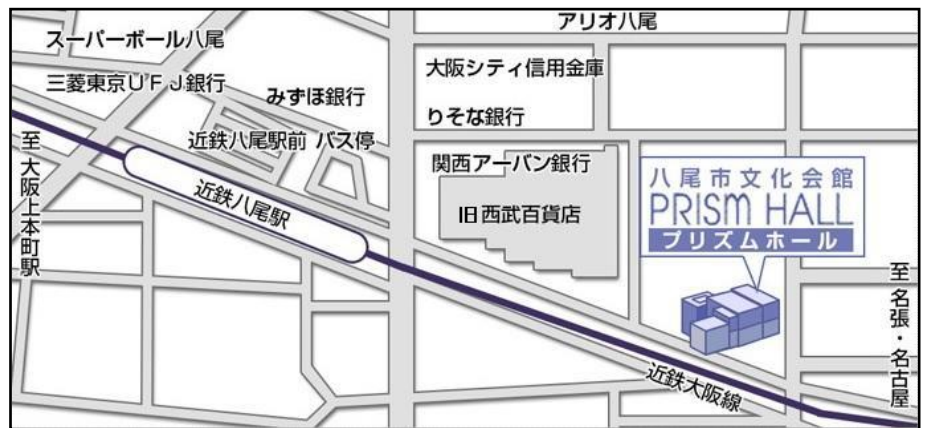 アリオ八尾
スーパーボール八尾
大阪シティ信用金庫
三菱東京UFJ銀行
みずほ銀行
りそな銀行
近鉄八尾駅前 バス停
関西アーバン銀行
旧西武百貨店
八尾市文化会館
PRISM HALL
プリズムホール
至 大阪上本町駅
近鉄八尾駅
至 名張・名古屋
近鉄大阪線